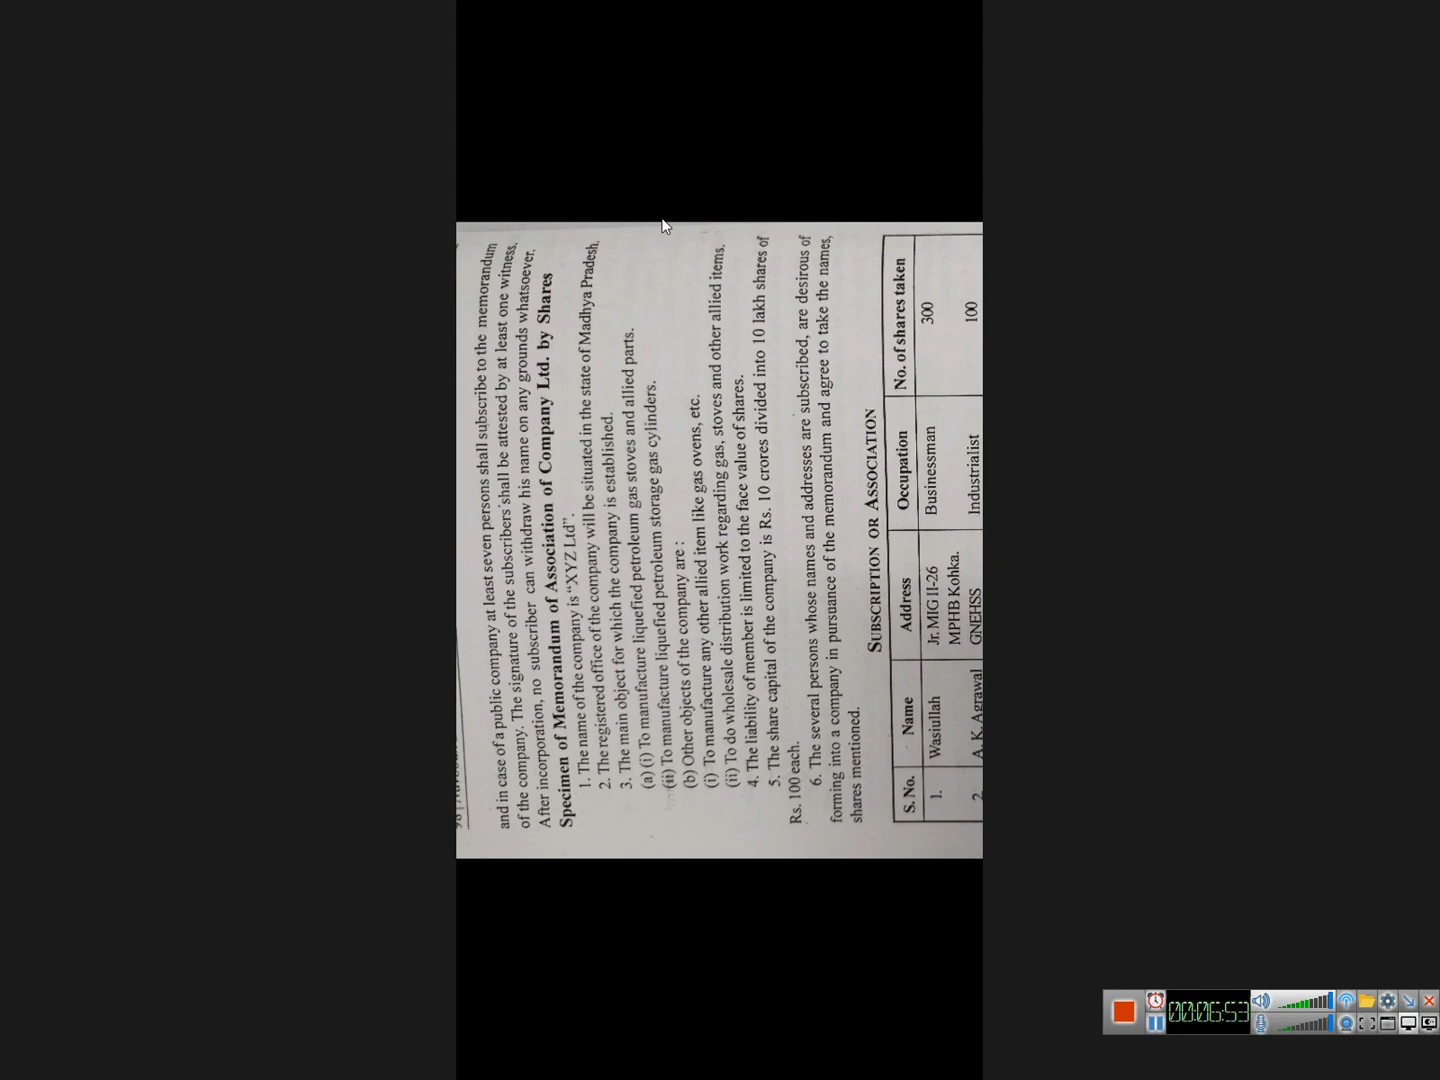 and in case of a public company at least seven persons shall subscribe to the memorandum
of the company. The signature of the subscribers shall be attested by at least one witness.
After incorporation, no subscriber can withdraw his name on any grounds whatsoever.
Specimen of Memorandum of Association of Company Ltd. by Shares
1. The name of the company is “XYZ Ltd”.
2. The registered office of the company will be situated in the state of Madhya Pradesh.
3. The main object for which the company is established.
(a) (i) To manufacture liquefied petroleum gas stoves and allied parts.
(ii) To manufacture liquefied petroleum storage gas cylinders.
(b) Other objects of the company are :
(i) To manufacture any other allied item like gas ovens, etc.
(ii) To do wholesale distribution work regarding gas, stoves and other allied items.
4. The liability of member is limited to the face value of shares.
5. The share capital of the company is Rs. 10 crores divided into 10 lakh shares of
Rs. 100 each.
6. The several persons whose names and addresses are subscribed, are desirous of
forming into a company in pursuance of the memorandum and agree to take the names,
shares mentioned.
SUBSCRIPTION OR ASSOCIATION
S. No. Name Address Occupation No. of shares taken
1. Wasiullah Jr. MIG II-26 Businessman 300
MPHB Kohka.
2. A. K. Agrawal GNEHSS Industrialist 100
00:06:53